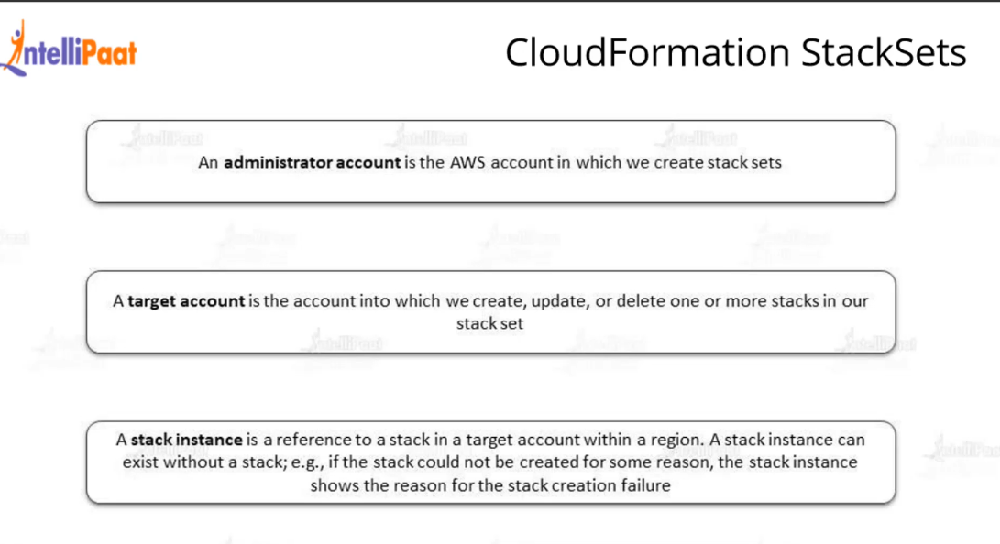 IntelliPaat
CloudFormation StackSets
An administrator account is the AWS account in which we create stack sets
A target account is the account into which we create, update, or delete one or more stacks in our
stack set
A stack instance is a reference to a stack in a target account within a region. A stack instance can
exist without a stack; e.g., if the stack could not be created for some reason, the stack instance
shows the reason for the stack creation failure